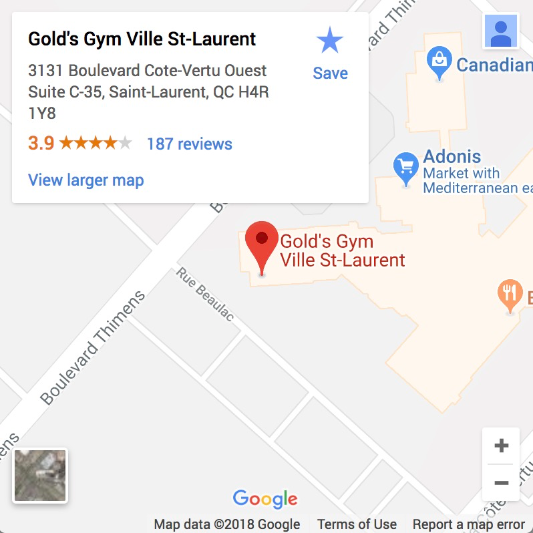 Gold's Gym Ville St-Laurent
3131 Boulevard Cote-Vertu Ouest
Suite C-35, Saint-Laurent, QC H4R
1Y8
3.9
187 reviews
View larger map
Save
Canadian
Adonis
Market with
Mediterranean ea
Gold's Gym
Ville St-Laurent
Rue Beaulac
Boulevard Thimens
Google
Map data ©2018 Google
Terms of Use
Report a map error